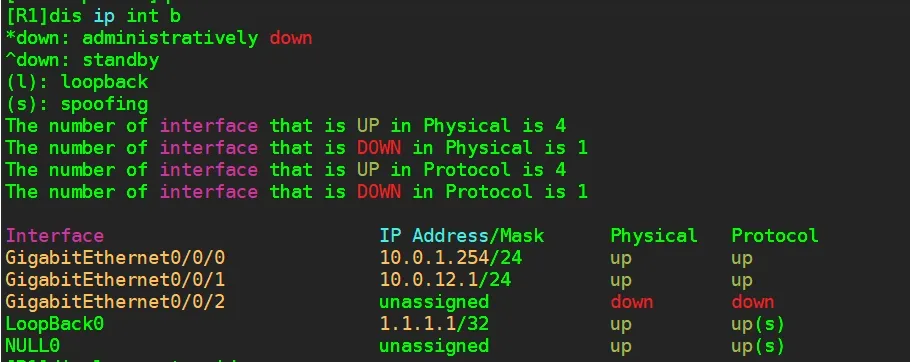 [R1]dis ip int b
*down: administratively down
^down: standby
(l): loopback
(s): spoofing
The number of interface that is UP in Physical is 4
The number of interface that is DOWN in Physical is 1
The number of interface that is UP in Protocol is 4
The number of interface that is DOWN in Protocol is 1
Interface IP Address/Mask Physical Protocol
GigabitEthernet0/0/0 10.0.1.254/24 up up
GigabitEthernet0/0/1 10.0.12.1/24 up up
GigabitEthernet0/0/2 unassigned down down
LoopBack0 1.1.1.1/32 up up(s)
NULL0 unassigned up up(s)